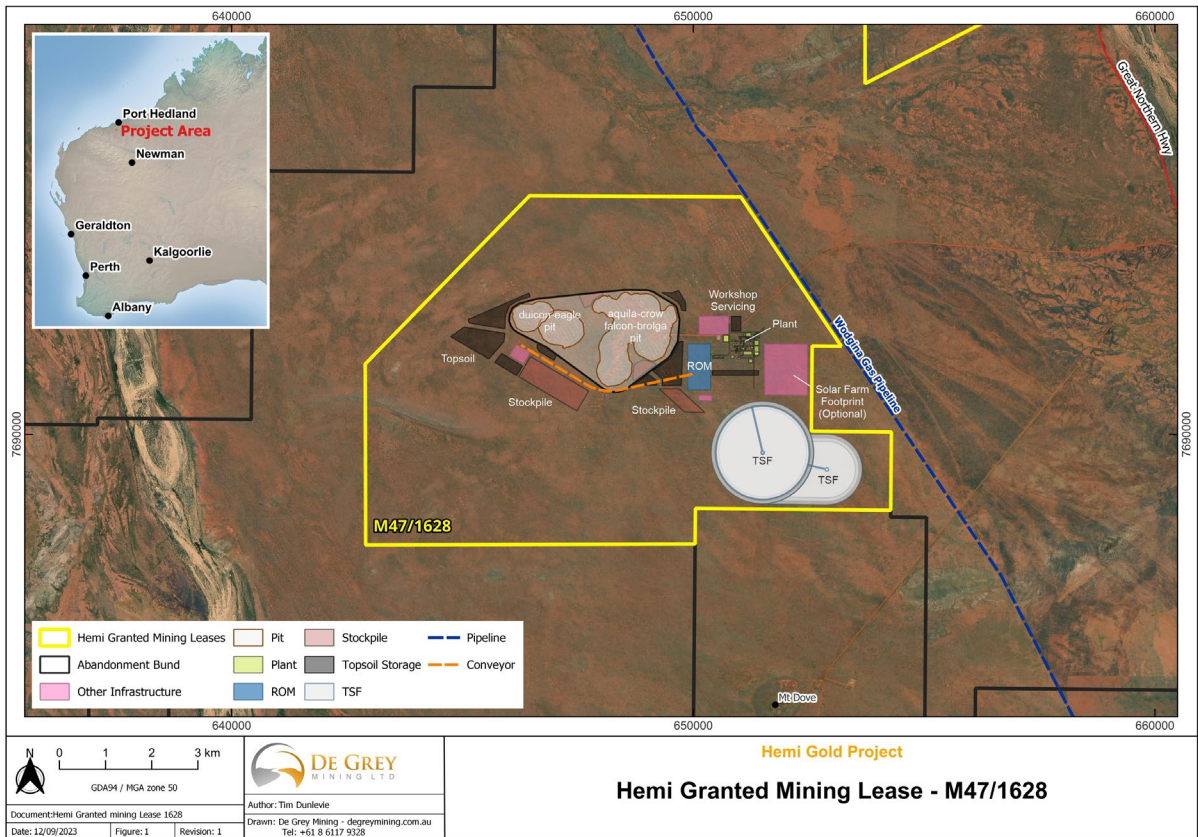 640000
650000
660000
Port Hedland
Project Area
Newman
Geraldton
Kalgoorlie
Perth
Albany
Great Northern Hwy
duicon-eagle
pit
aquila-crow
falcon-brolga
pit
Workshop
Servicing
Plant
Topsoil
ROM
Stockpile
Stockpile
Solar Farm
Footprint
(Optional)
Wodgina Gas Pipeline
7690000
7690000
TSF
TSF
M47/1628
Mt Dove
Hemi Granted Mining Leases
Abandonment Bund
Other Infrastructure
Pit
Plant
ROM
Stockpile
Topsoil Storage
TSF
Pipeline
Conveyor
640000
650000
660000
N
0 1 2 3 km
GDA94 / MGA zone 50
Document:Hemi Granted mining Lease 1628
Date: 12/09/2023 Figure: 1 Revision: 1
DE GREY
MINING LTD
Author: Tim Dunlevie
Drawn: De Grey Mining - degreymining.com.au
Tel: +61 8 6117 9328
Hemi Gold Project
Hemi Granted Mining Lease - M47/1628